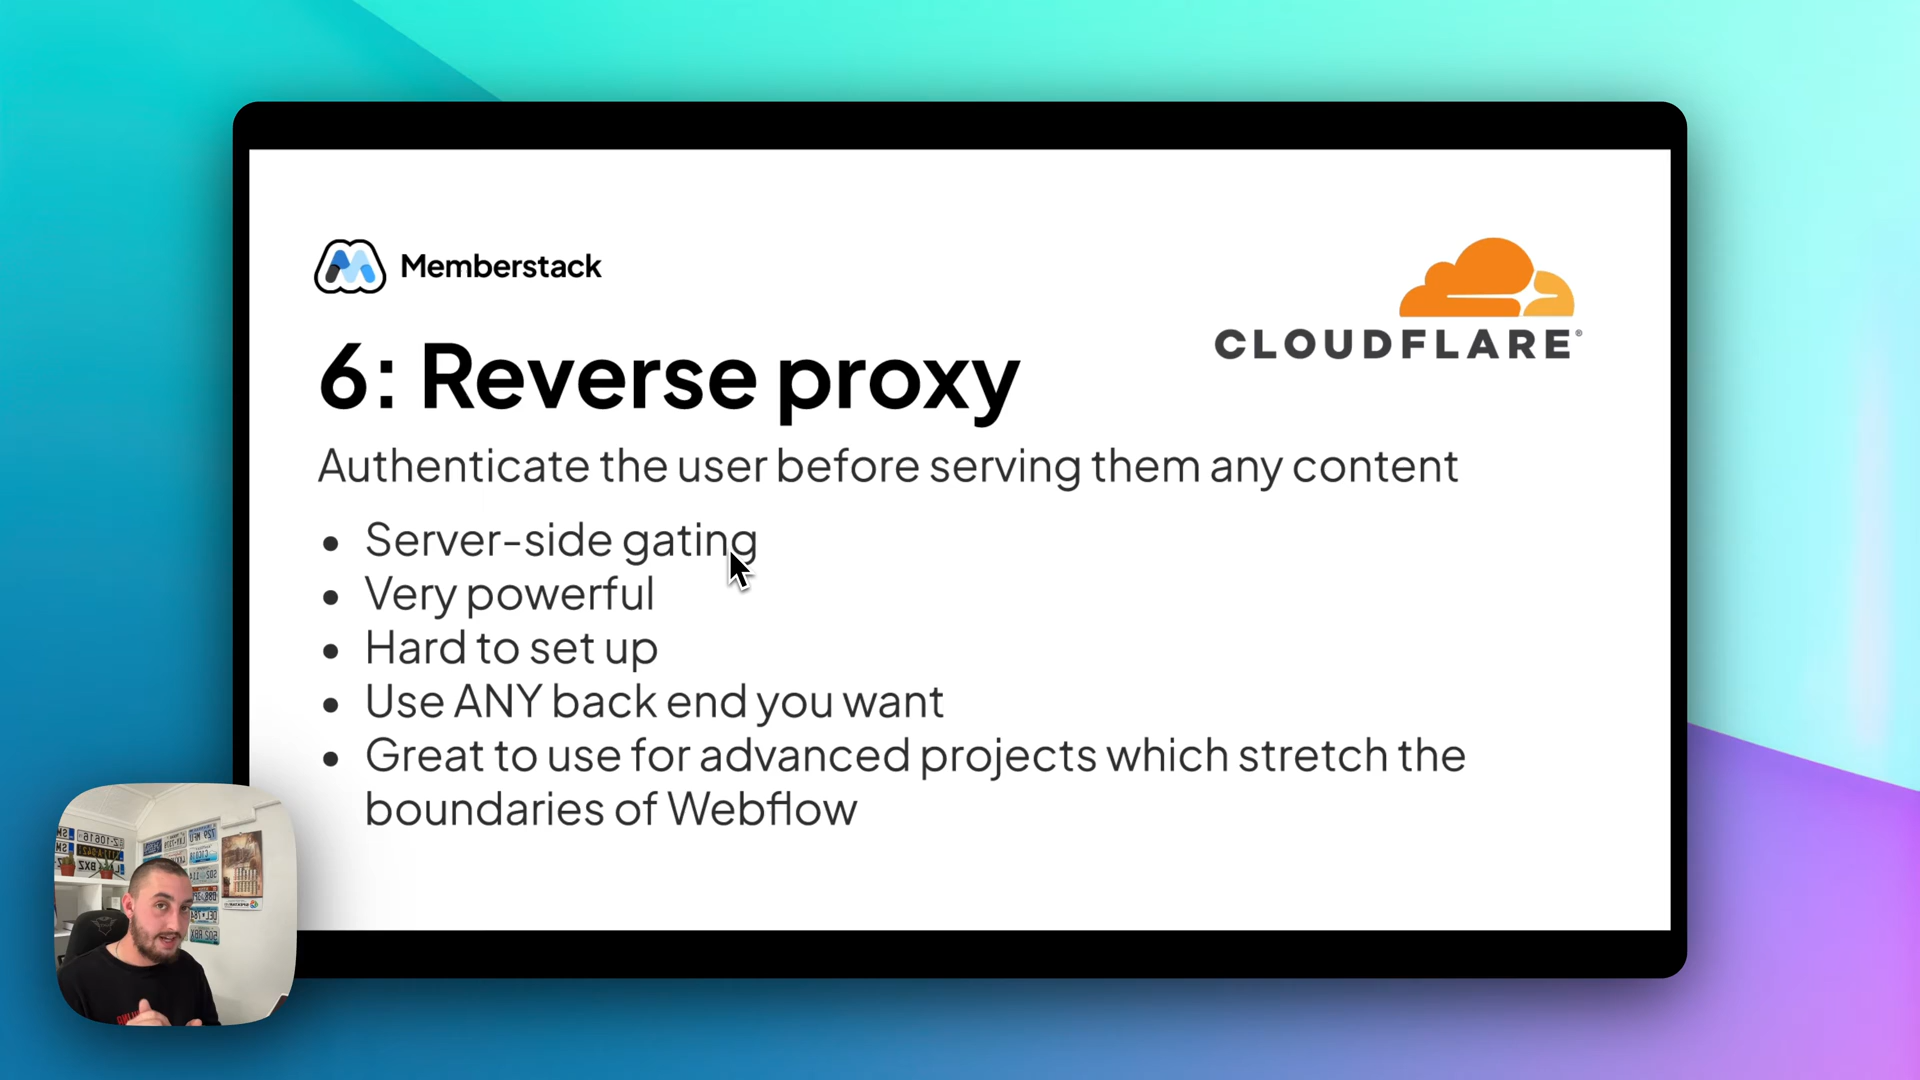 Memberstack
CLOUDFLARE®
6: Reverse proxy
Authenticate the user before serving them any content
• Server-side gating
• Very powerful
• Hard to set up
• Use ANY back end you want
• Great to use for advanced projects which stretch the
boundaries of Webflow